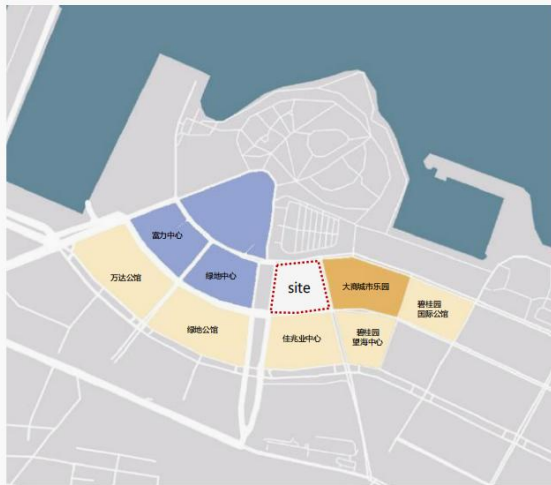 富力中心
万达公馆
绿地中心
site
大商城市乐园
碧桂园
国际公馆
绿地公馆
佳兆业中心
碧桂园
望海中心